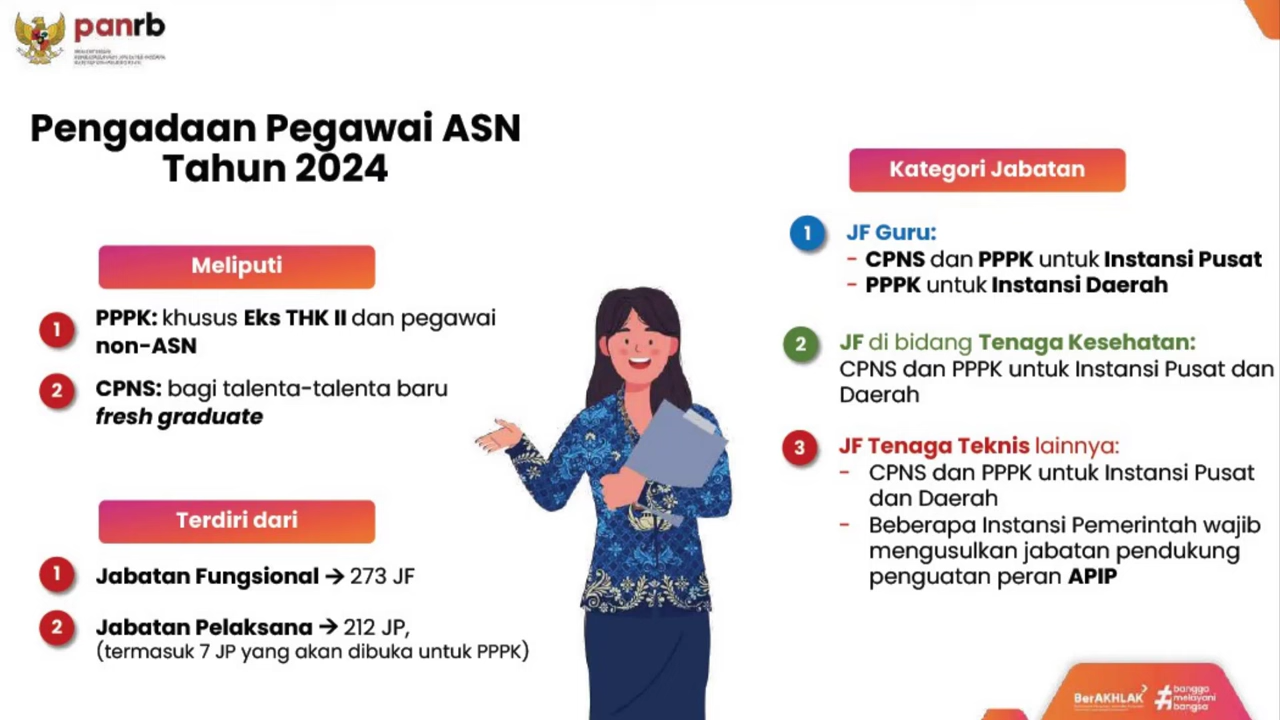 panrb
Pengadaan Pegawai ASN
Tahun 2024
Meliputi
1
PPPK: khusus Eks THK II dan pegawai
non-ASN
2
CPNS: bagi talenta-talenta baru
fresh graduate
Terdiri dari
1
Jabatan Fungsional → 273 JF
2
Jabatan Pelaksana → 212 JP,
(termasuk 7 JP yang akan dibuka untuk PPPK)
Kategori Jabatan
1
JF Guru:
- CPNS dan PPPK untuk Instansi Pusat
- PPPK untuk Instansi Daerah
2
JF di bidang Tenaga Kesehatan:
CPNS dan PPPK untuk Instansi Pusat dan
Daerah
3
JF Tenaga Teknis lainnya:
- CPNS dan PPPK untuk Instansi Pusat
dan Daerah
- Beberapa Instansi Pemerintah wajib
mengusulkan jabatan pendukung
penguatan peran APIP
BerAKHLAK
#bangga
melayani
bangsa